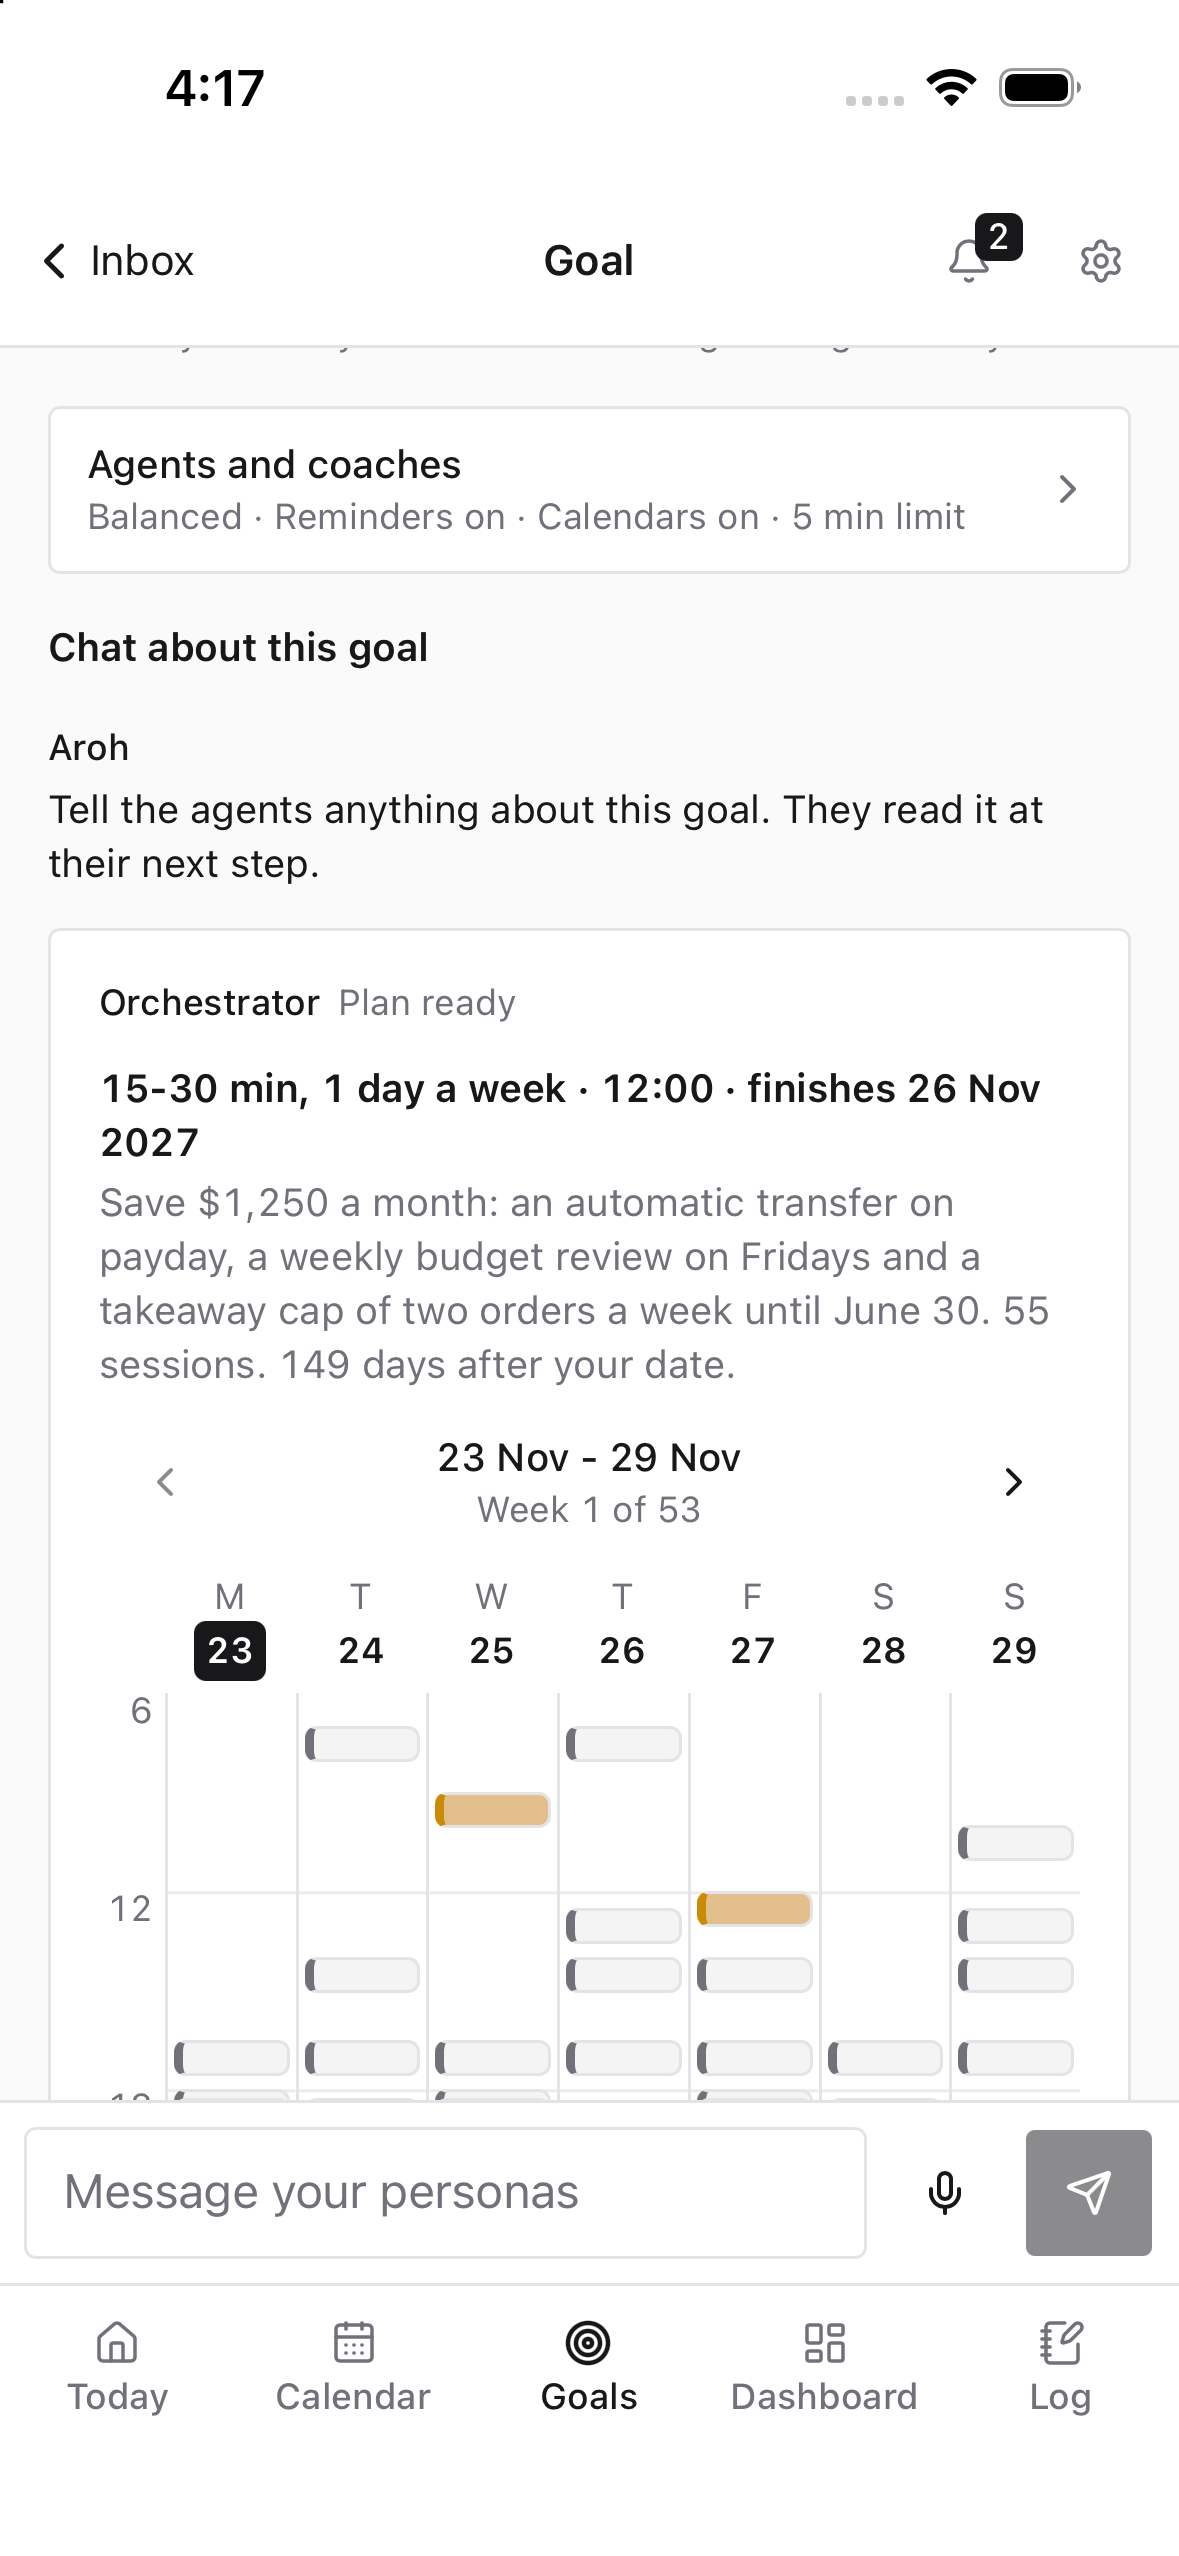 4:17
Inbox
Goal
2
Agents and coaches
Balanced · Reminders on · Calendars on · 5 min limit
Chat about this goal
Aroh
Tell the agents anything about this goal. They read it at
their next step.
Orchestrator Plan ready
15-30 min, 1 day a week · 12:00 · finishes 26 Nov
2027
Save $1,250 a month: an automatic transfer on
payday, a weekly budget review on Fridays and a
takeaway cap of two orders a week until June 30. 55
sessions. 149 days after your date.
23 Nov - 29 Nov
Week 1 of 53
M T W T F S S
23 24 25 26 27 28 29
6
12
Message your personas
Today Calendar Goals Dashboard Log